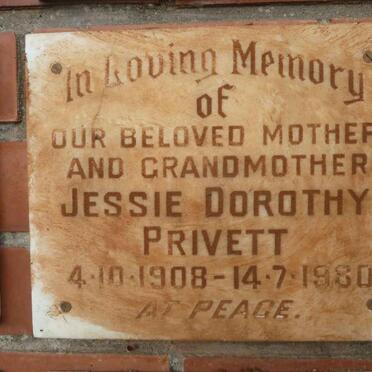 In Loving Memory
of
OUR BELOVED MOTHER
AND GRANDMOTHER
JESSIE DOROTHY
PRIVETT
4·10·1908-14·7·1980
AT PEACE.